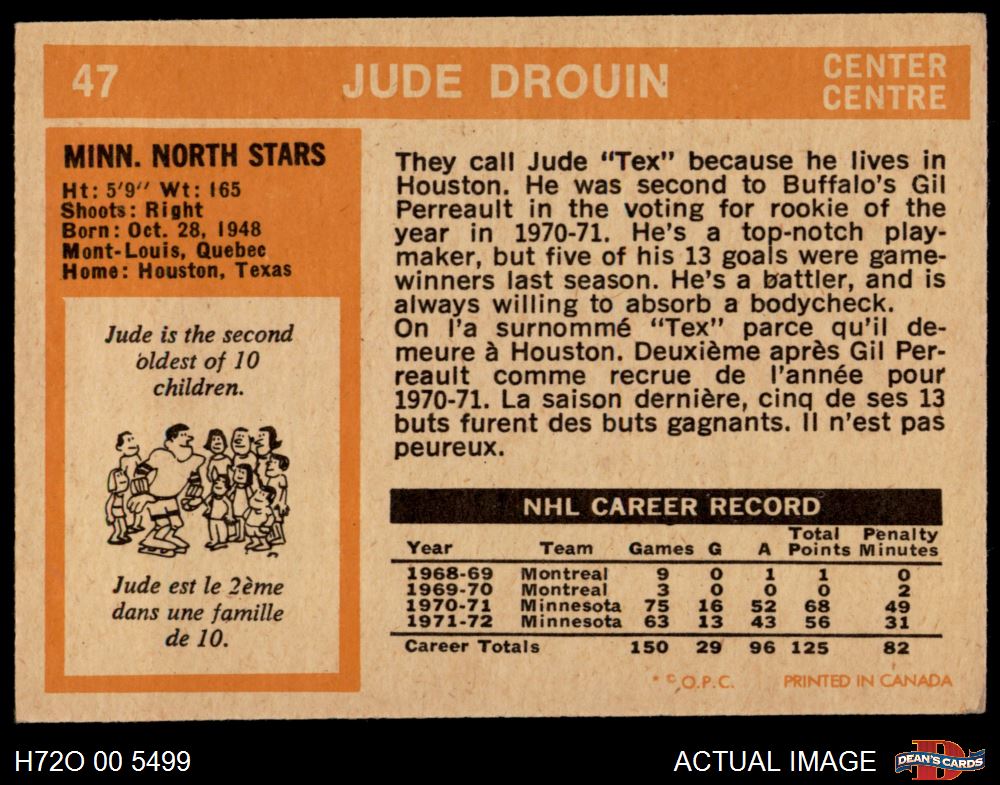 47 JUDE DROUIN CENTER
CENTRE
MINN. NORTH STARS
Ht: 5'9" Wt: 165
Shoots: Right
Born: Oct. 28, 1948
Mont-Louis, Quebec
Home: Houston, Texas
Jude is the second
oldest of 10
children.
Jude est le 2ème
dans une famille
de 10.
They call Jude "Tex" because he lives in
Houston. He was second to Buffalo's Gil
Perreault in the voting for rookie of the
year in 1970-71. He's a top-notch play-
maker, but five of his 13 goals were game-
winners last season. He's a battler, and is
always willing to absorb a bodycheck.
On l'a surnommé "Tex" parce qu'il de-
meure à Houston. Deuxième après Gil Per-
reault comme recrue de l'année pour
1970-71. La saison dernière, cinq de ses 13
buts furent des buts gagnants. Il n'est pas
peureux.
NHL CAREER RECORD
Year Team Games G A Total Points Penalty Minutes
1968-69 Montreal 9 0 1 1 0
1969-70 Montreal 3 0 0 0 2
1970-71 Minnesota 75 16 52 68 49
1971-72 Minnesota 63 13 43 56 31
Career Totals 150 29 96 125 82
* © O.P.C. PRINTED IN CANADA
H72O 00 5499 ACTUAL IMAGE DEAN'S CARDS